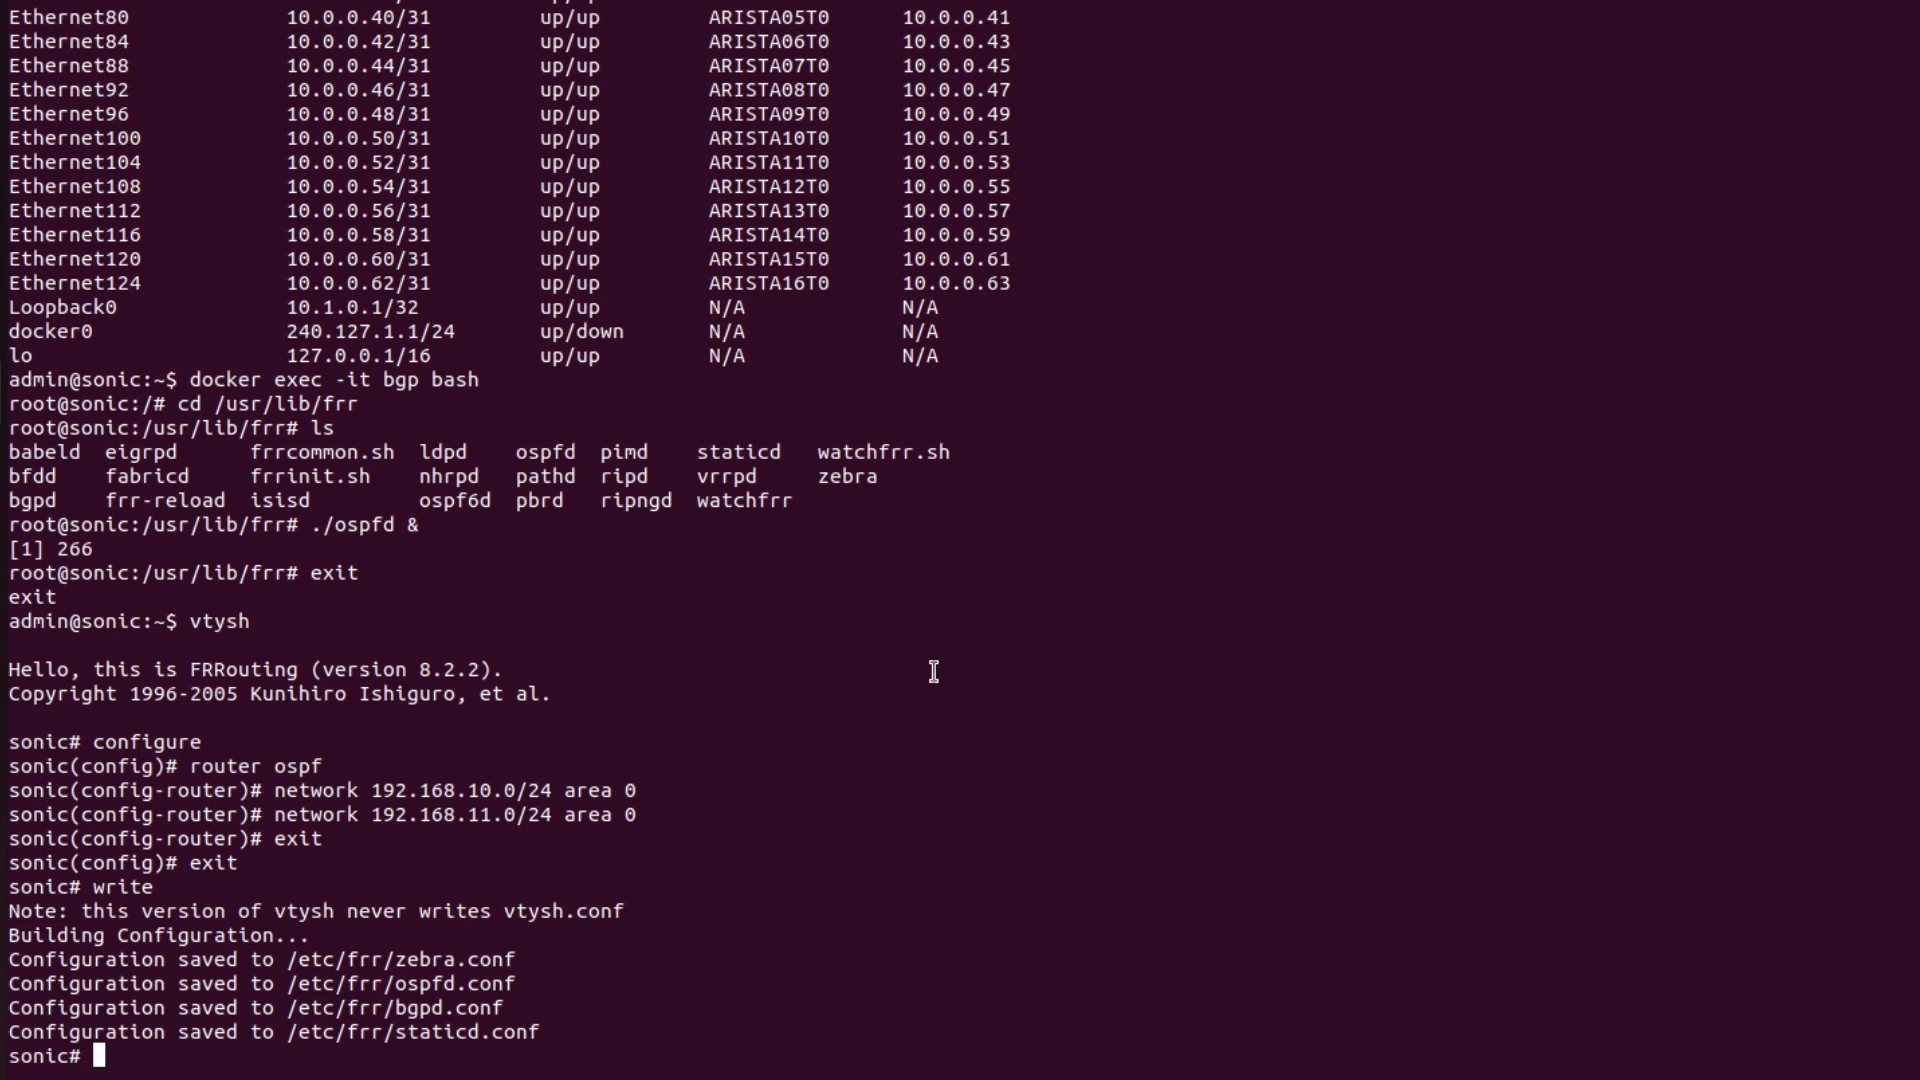 Ethernet80 10.0.0.40/31 up/up ARISTA05T0 10.0.0.41
Ethernet84 10.0.0.42/31 up/up ARISTA06T0 10.0.0.43
Ethernet88 10.0.0.44/31 up/up ARISTA07T0 10.0.0.45
Ethernet92 10.0.0.46/31 up/up ARISTA08T0 10.0.0.47
Ethernet96 10.0.0.48/31 up/up ARISTA09T0 10.0.0.49
Ethernet100 10.0.0.50/31 up/up ARISTA10T0 10.0.0.51
Ethernet104 10.0.0.52/31 up/up ARISTA11T0 10.0.0.53
Ethernet108 10.0.0.54/31 up/up ARISTA12T0 10.0.0.55
Ethernet112 10.0.0.56/31 up/up ARISTA13T0 10.0.0.57
Ethernet116 10.0.0.58/31 up/up ARISTA14T0 10.0.0.59
Ethernet120 10.0.0.60/31 up/up ARISTA15T0 10.0.0.61
Ethernet124 10.0.0.62/31 up/up ARISTA16T0 10.0.0.63
Loopback0 10.1.0.1/32 up/up N/A N/A
docker0 240.127.1.1/24 up/down N/A N/A
lo 127.0.0.1/16 up/up N/A N/A
admin@sonic:~$ docker exec -it bgp bash
root@sonic:/# cd /usr/lib/frr
root@sonic:/usr/lib/frr# ls
babeld eigrpd frrcommon.sh ldpd ospfd pimd staticd watchfrr.sh
bfdd fabricd frrinit.sh nhrpd pathd ripd vrrpd zebra
bgpd frr-reload isisd ospf6d pbrd ripngd watchfrr
root@sonic:/usr/lib/frr# ./ospfd &
[1] 266
root@sonic:/usr/lib/frr# exit
exit
admin@sonic:~$ vtysh
Hello, this is FRRouting (version 8.2.2).
Copyright 1996-2005 Kunihiro Ishiguro, et al.
sonic# configure
sonic(config)# router ospf
sonic(config-router)# network 192.168.10.0/24 area 0
sonic(config-router)# network 192.168.11.0/24 area 0
sonic(config-router)# exit
sonic(config)# exit
sonic# write
Note: this version of vtysh never writes vtysh.conf
Building Configuration...
Configuration saved to /etc/frr/zebra.conf
Configuration saved to /etc/frr/ospfd.conf
Configuration saved to /etc/frr/bgpd.conf
Configuration saved to /etc/frr/staticd.conf
sonic#